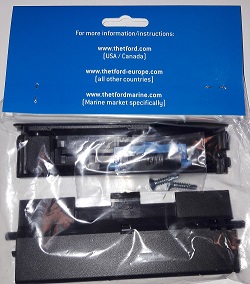 For more information/instructions:
www.thetford.com
(USA / Canada)
www.thetford-europe.com
(all other countries)
www.thetfordmarine.com
(Marine market specifically)